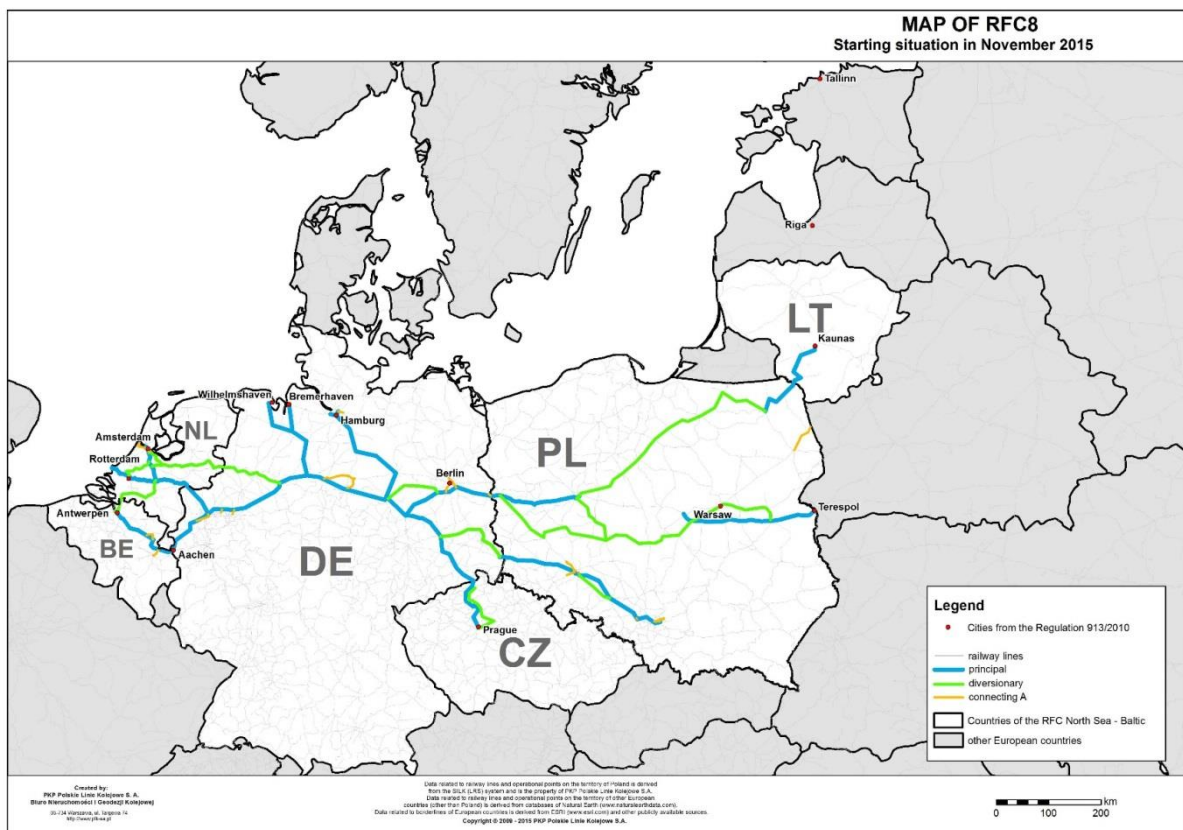 MAP OF RFC8
Starting situation in November 2015
Tallinn
Riga
LT
Kaunas
Wilhelmshaven
Bremerhaven
Hamburg
Amsterdam
NL
Rotterdam
PL
Berlin
Antwerpen
Warsaw
Terespol
BE
Aachen
DE
Prague
CZ
Legend
Cities from the Regulation 913/2010
railway lines
principal
diversionary
connecting A
Countries of the RFC North Sea - Baltic
other European countries
Created by:
PKP Polskie Linie Kolejowe S. A.
Biuro Nieruchomości i Geodezji Kolejowej
03-734 Warszawa, ul. Targowa 74
Data related to railway lines and operational points on the territory of Poland is derived
from the SILK (LRS) system and is the property of PKP Polskie Linie Kolejowe S.A.
Data related to railway lines and operational points on the territory of other European
countries (other than Poland) is derived from databases of Natural Earth (www.naturalearthdata.com).
Data related to borderlines of European countries is derived from ESRI (www.esri.com) and other publicly available sources.
Copyright © 2009 - 2015 PKP Polskie Linie Kolejowe S.A.
km
0 50 100 200